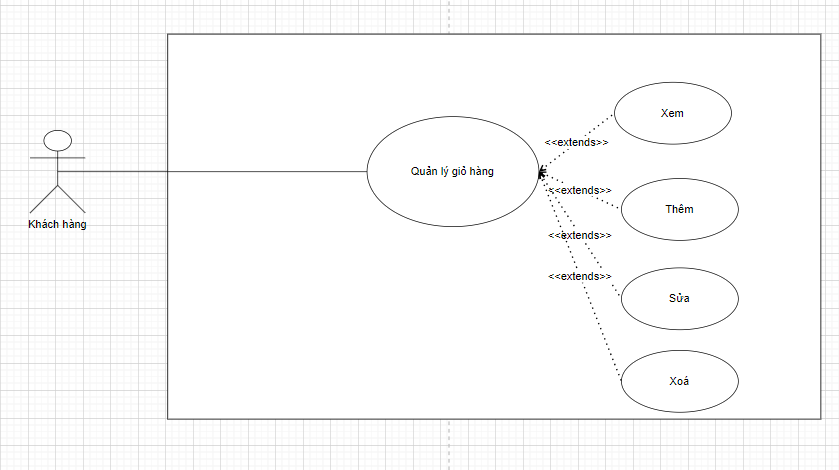 Khách hàng
Quản lý giỏ hàng
<<extends>>
Xem
<<extends>>
Thêm
<<extends>>
Sửa
<<extends>>
Xoá